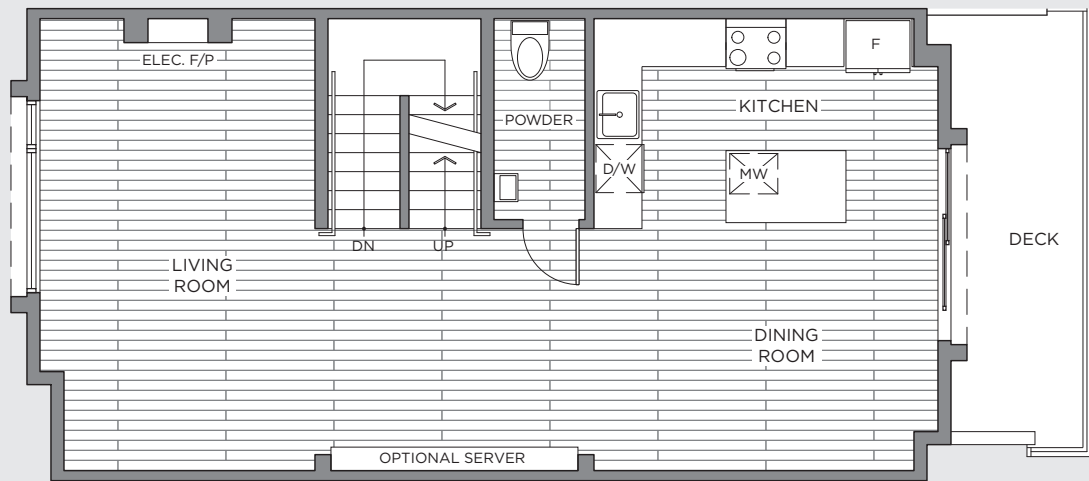 ELEC. F/P
F
KITCHEN
POWDER
D/W
MW
DN
UP
DECK
LIVING
ROOM
DINING
ROOM
OPTIONAL SERVER